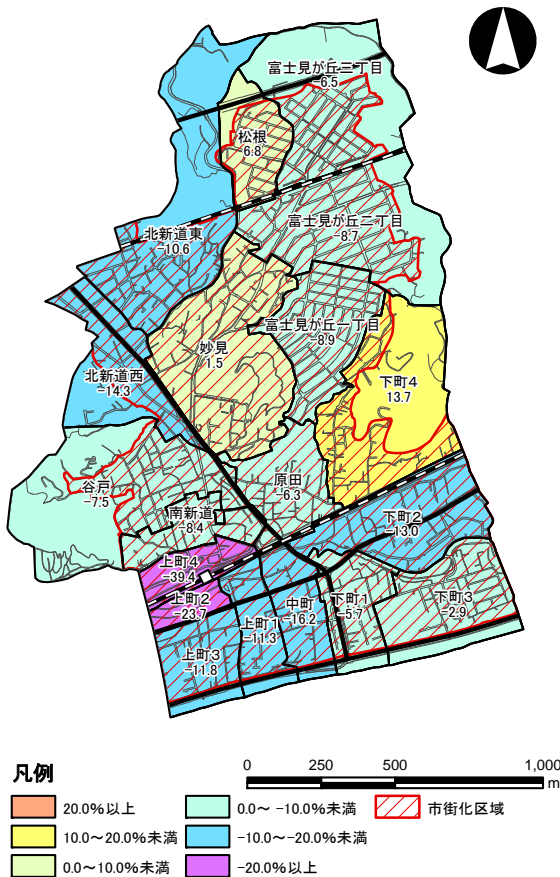 富士見が丘三丁目
-6.5
松根
6.8
富士見が丘二丁目
-8.7
北新道東
-10.6
富士見が丘一丁目
-8.9
妙見
1.5
北新道西
-14.3
下町4
13.7
谷戸
-7.5
原田
-6.3
南新道
-8.4
下町2
-13.0
上町4
-39.4
上町2
-23.7
上町1
-11.3
中町
-16.2
下町1
-5.7
下町3
-2.9
上町3
-11.8
凡例
0 250 500 1,000
m
20.0%以上
0.0～ -10.0%未満
市街化区域
10.0～20.0%未満
-10.0～-20.0%未満
0.0～10.0%未満
-20.0%以上